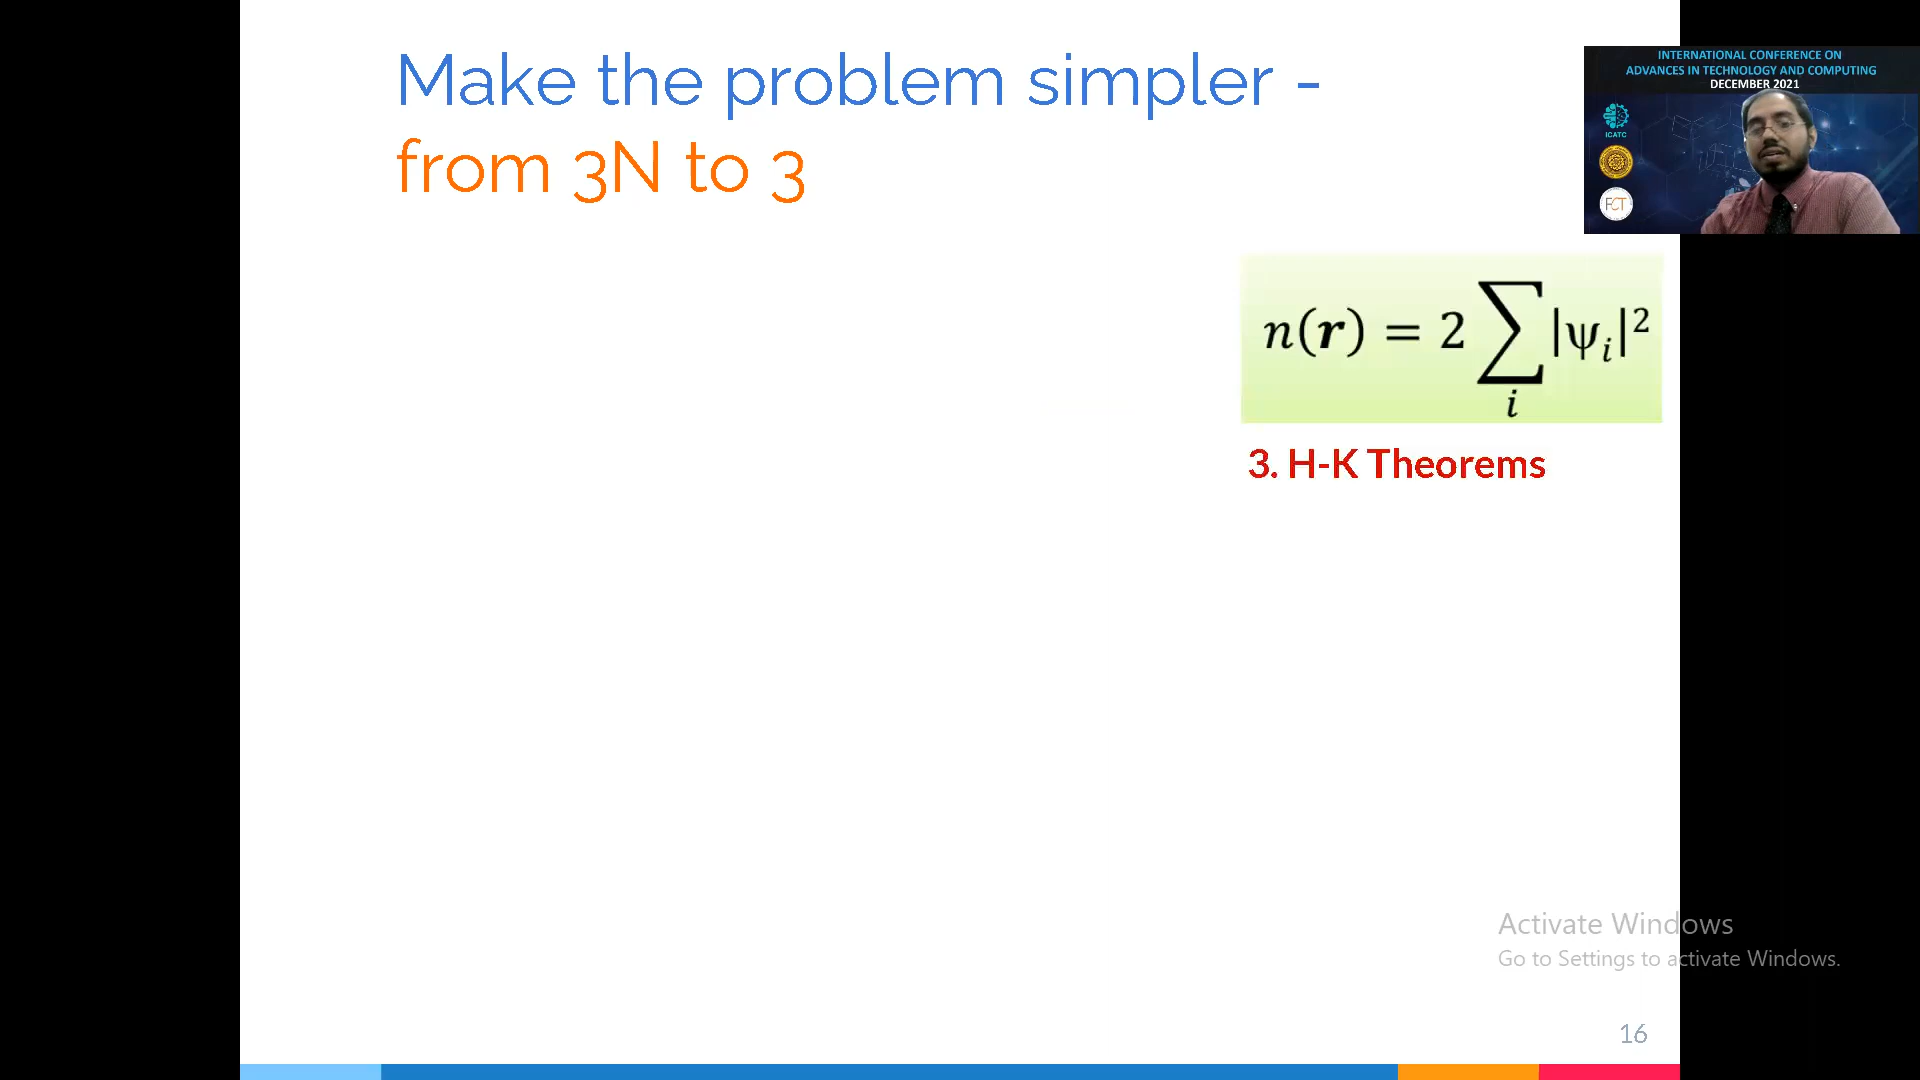 Make the problem simpler -
from 3N to 3
INTERNATIONAL CONFERENCE ON
ADVANCES IN TECHNOLOGY AND COMPUTING
DECEMBER 2021
ICATC
FCT
n(r) = 2 ∑ |ψᵢ|²
i
3. H-K Theorems
Activate Windows
Go to Settings to activate Windows.
16